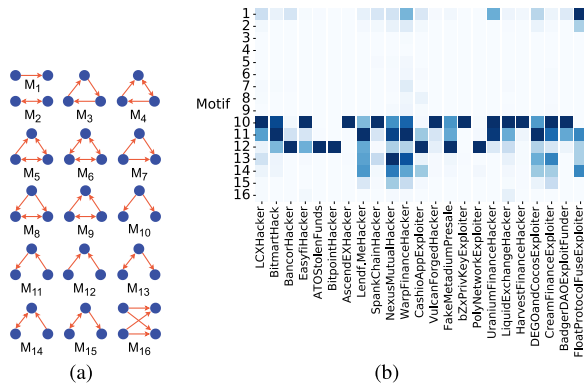 M1
M2
M3
M4
M5
M6
M7
M8
M9
M10
M11
M12
M13
M14
M15
M16
(a)
Motif
1
2
3
4
5
6
7
8
9
10
11
12
13
14
15
16
LCXHacker
BitmartHack
BancorHacker
EasyfiHacker
ATOStolenFunds
BitpointHacker
AscendEXHacker
Lendf,MeHacker
SpankChainHacker
NexusMutualHacker
WarpFinanceHacker
CashioAppExploiter
VulcanForgedHacker
FakeMetadiumPresale
bZxPrivKeyExploiter
PolyNetworkExploiter
UraniumFinanceHacker
LiquidExchangeHacker
HarvestFinanceHacker
DEGOandCocosExploiter
CreamFinanceExploiter
BadgerDAOExploitFunder
FloatProtocolFuseExploiter
(b)